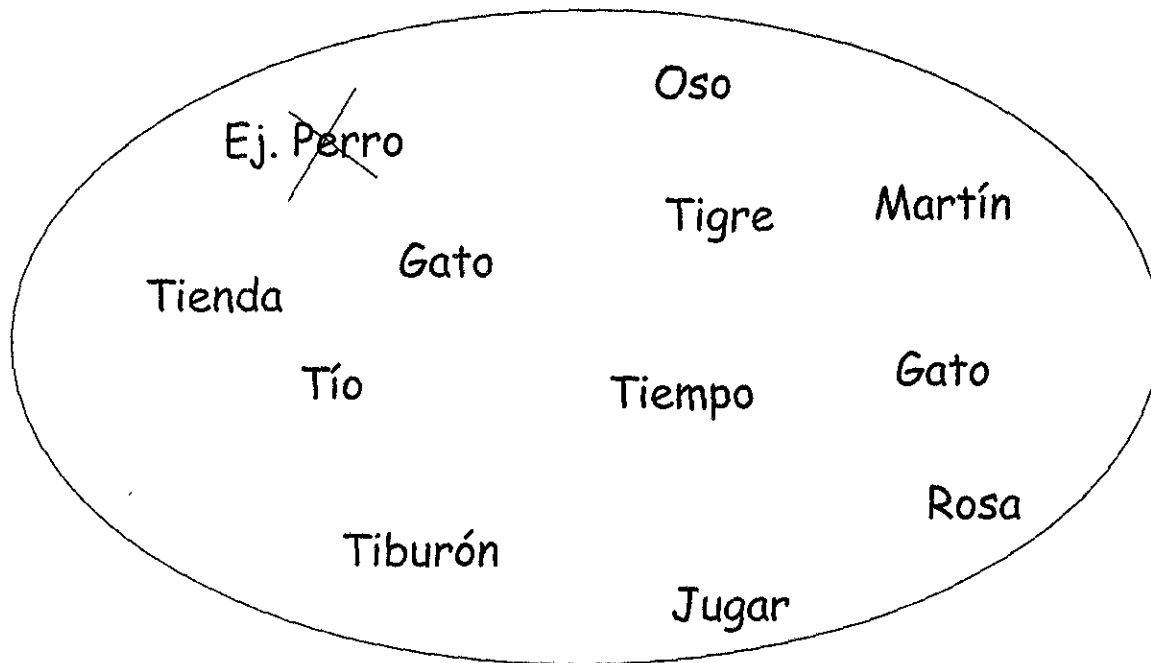 Oso
Ej. Perro
Martín
Tigre
Gato
Tienda
Gato
Tío
Tiempo
Rosa
Tiburón
Jugar